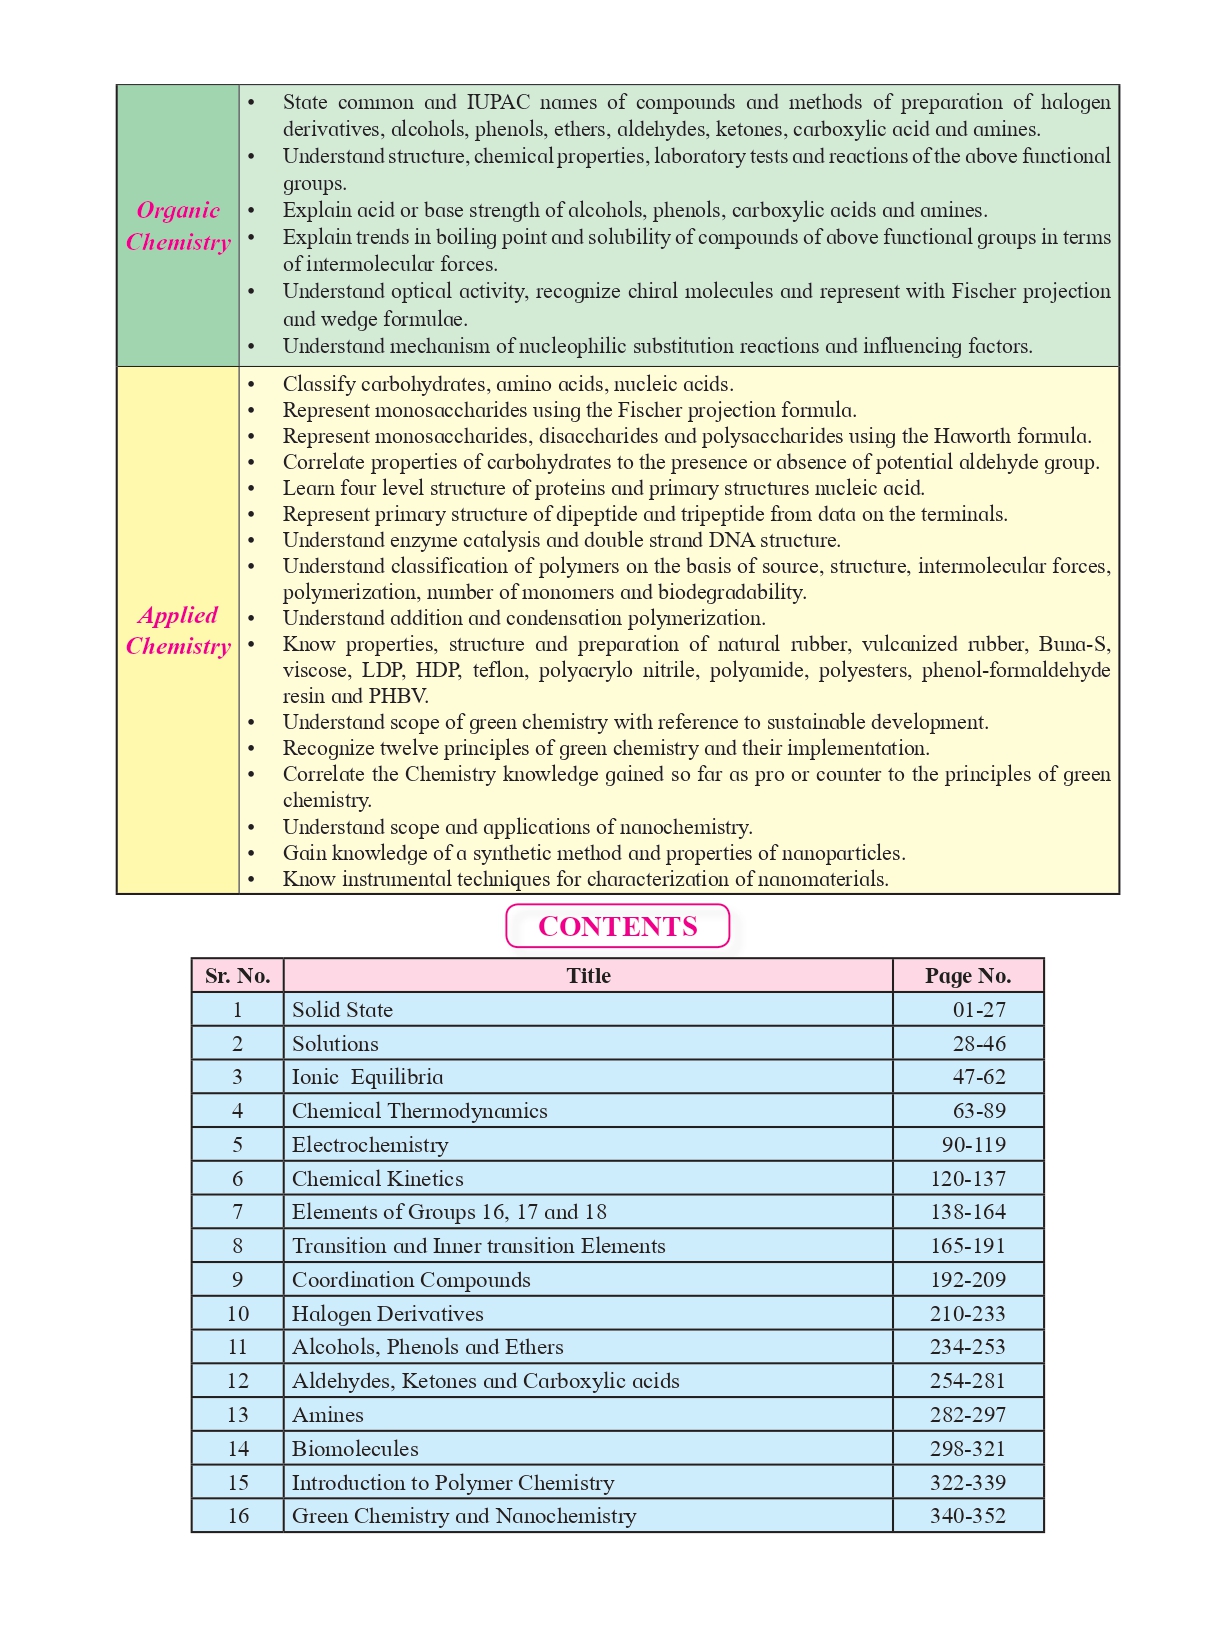 • State common and IUPAC names of compounds and methods of preparation of halogen
derivatives, alcohols, phenols, ethers, aldehydes, ketones, carboxylic acid and amines.
• Understand structure, chemical properties, laboratory tests and reactions of the above functional
groups.
Organic
Chemistry
• Explain acid or base strength of alcohols, phenols, carboxylic acids and amines.
• Explain trends in boiling point and solubility of compounds of above functional groups in terms
of intermolecular forces.
• Understand optical activity, recognize chiral molecules and represent with Fischer projection
and wedge formulae.
• Understand mechanism of nucleophilic substitution reactions and influencing factors.
Applied
Chemistry
• Classify carbohydrates, amino acids, nucleic acids.
• Represent monosaccharides using the Fischer projection formula.
• Represent monosaccharides, disaccharides and polysaccharides using the Haworth formula.
• Correlate properties of carbohydrates to the presence or absence of potential aldehyde group.
• Learn four level structure of proteins and primary structures nucleic acid.
• Represent primary structure of dipeptide and tripeptide from data on the terminals.
• Understand enzyme catalysis and double strand DNA structure.
• Understand classification of polymers on the basis of source, structure, intermolecular forces,
polymerization, number of monomers and biodegradability.
• Understand addition and condensation polymerization.
• Know properties, structure and preparation of natural rubber, vulcanized rubber, Buna-S,
viscose, LDP, HDP, teflon, polyacrylo nitrile, polyamide, polyesters, phenol-formaldehyde
resin and PHBV.
• Understand scope of green chemistry with reference to sustainable development.
• Recognize twelve principles of green chemistry and their implementation.
• Correlate the Chemistry knowledge gained so far as pro or counter to the principles of green
chemistry.
• Understand scope and applications of nanochemistry.
• Gain knowledge of a synthetic method and properties of nanoparticles.
• Know instrumental techniques for characterization of nanomaterials.
CONTENTS
Sr. No. Title Page No.
1 Solid State 01-27
2 Solutions 28-46
3 Ionic Equilibria 47-62
4 Chemical Thermodynamics 63-89
5 Electrochemistry 90-119
6 Chemical Kinetics 120-137
7 Elements of Groups 16, 17 and 18 138-164
8 Transition and Inner transition Elements 165-191
9 Coordination Compounds 192-209
10 Halogen Derivatives 210-233
11 Alcohols, Phenols and Ethers 234-253
12 Aldehydes, Ketones and Carboxylic acids 254-281
13 Amines 282-297
14 Biomolecules 298-321
15 Introduction to Polymer Chemistry 322-339
16 Green Chemistry and Nanochemistry 340-352